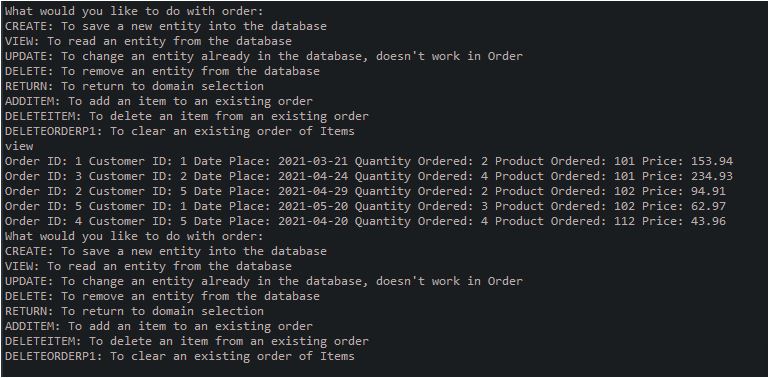 What would you like to do with order:
CREATE: To save a new entity into the database
VIEW: To read an entity from the database
UPDATE: To change an entity already in the database, doesn't work in Order
DELETE: To remove an entity from the database
RETURN: To return to domain selection
ADDITEM: To add an item to an existing order
DELETEITEM: To delete an item from an existing order
DELETEORDERP1: To clear an existing order of Items
view
Order ID: 1 Customer ID: 1 Date Place: 2021-03-21 Quantity Ordered: 2 Product Ordered: 101 Price: 153.94
Order ID: 3 Customer ID: 2 Date Place: 2021-04-24 Quantity Ordered: 4 Product Ordered: 101 Price: 234.93
Order ID: 2 Customer ID: 5 Date Place: 2021-04-29 Quantity Ordered: 2 Product Ordered: 102 Price: 94.91
Order ID: 5 Customer ID: 1 Date Place: 2021-05-20 Quantity Ordered: 3 Product Ordered: 102 Price: 62.97
Order ID: 4 Customer ID: 5 Date Place: 2021-04-20 Quantity Ordered: 4 Product Ordered: 112 Price: 43.96
What would you like to do with order:
CREATE: To save a new entity into the database
VIEW: To read an entity from the database
UPDATE: To change an entity already in the database, doesn't work in Order
DELETE: To remove an entity from the database
RETURN: To return to domain selection
ADDITEM: To add an item to an existing order
DELETEITEM: To delete an item from an existing order
DELETEORDERP1: To clear an existing order of Items